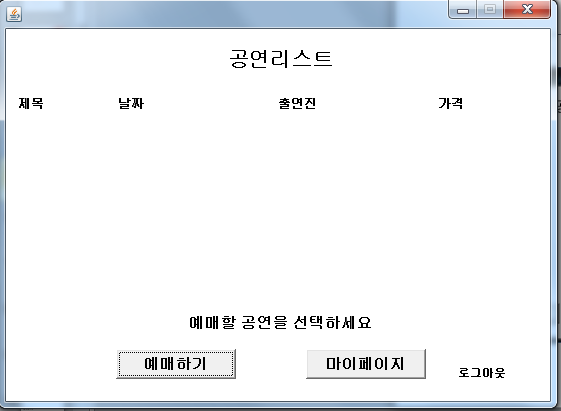 공연리스트
제목 날짜 출연진 가격
예매할 공연을 선택하세요
예매하기 마이페이지 로그아웃